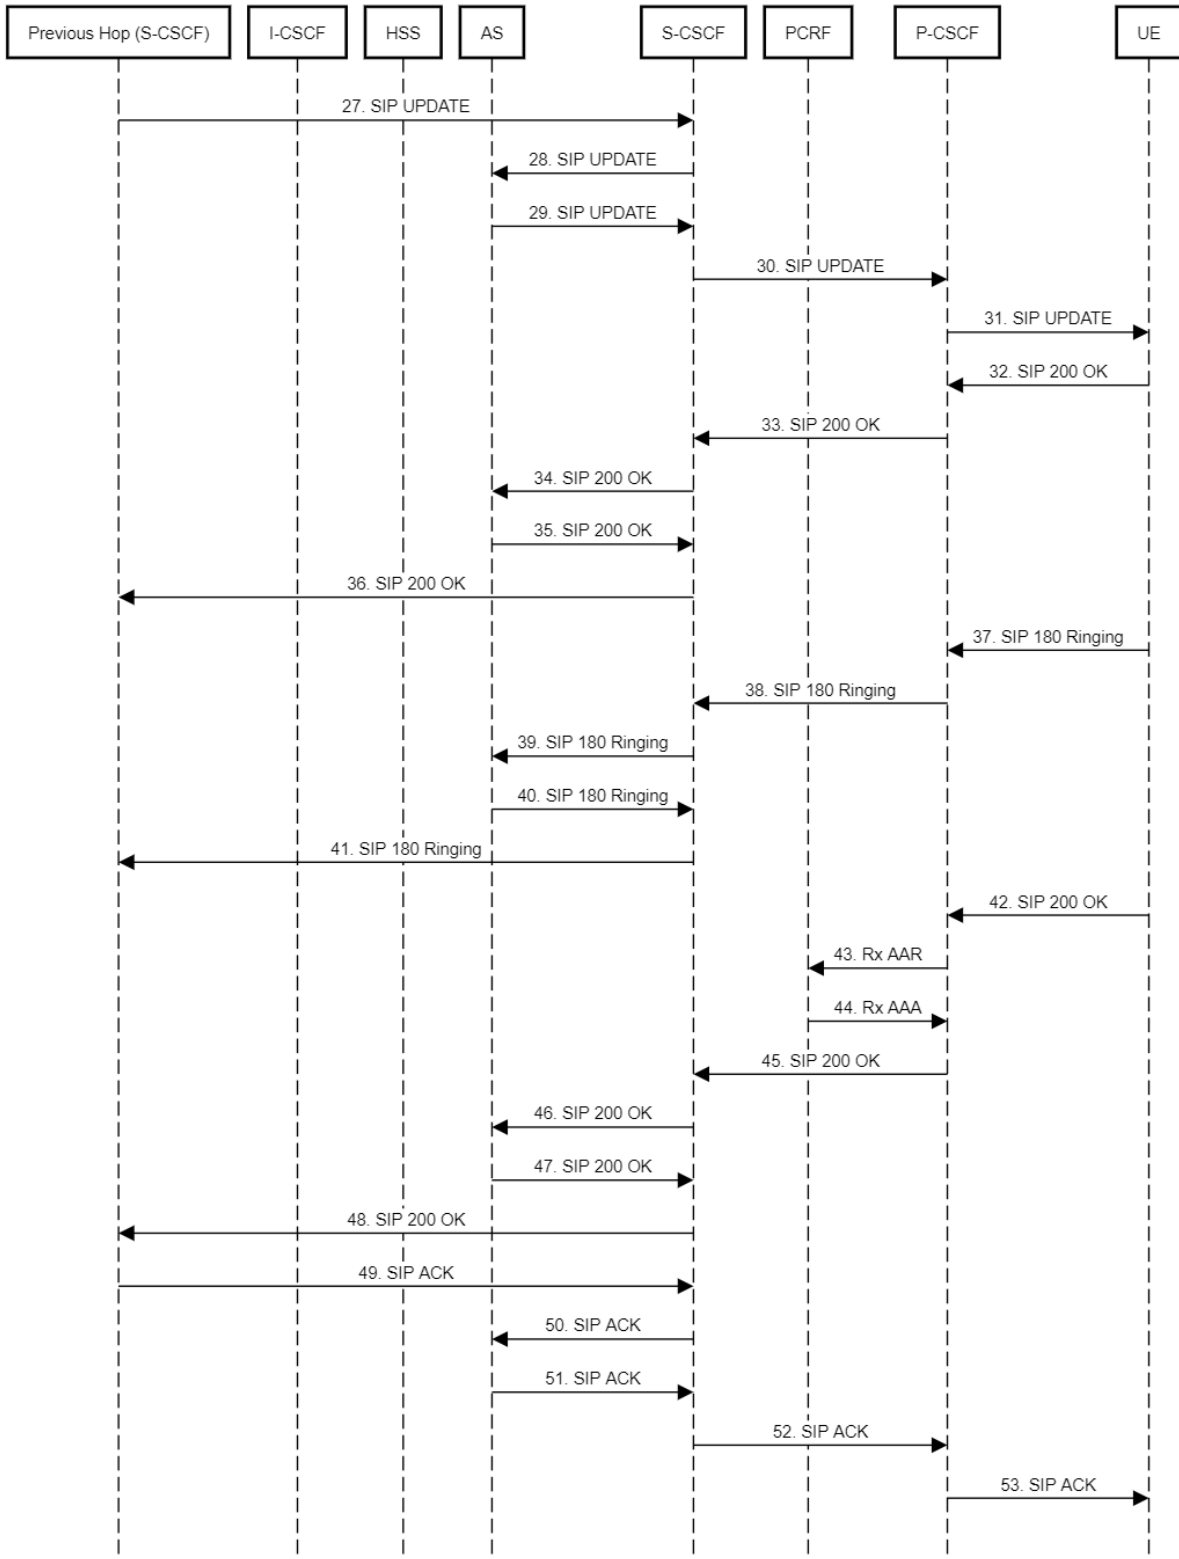 Previous Hop (S-CSCF)
I-CSCF
HSS
AS
S-CSCF
PCRF
P-CSCF
UE
27. SIP UPDATE
28. SIP UPDATE
29. SIP UPDATE
30. SIP UPDATE
31. SIP UPDATE
32. SIP 200 OK
33. SIP 200 OK
34. SIP 200 OK
35. SIP 200 OK
36. SIP 200 OK
37. SIP 180 Ringing
38. SIP 180 Ringing
39. SIP 180 Ringing
40. SIP 180 Ringing
41. SIP 180 Ringing
42. SIP 200 OK
43. Rx AAR
44. Rx AAA
45. SIP 200 OK
46. SIP 200 OK
47. SIP 200 OK
48. SIP 200 OK
49. SIP ACK
50. SIP ACK
51. SIP ACK
52. SIP ACK
53. SIP ACK